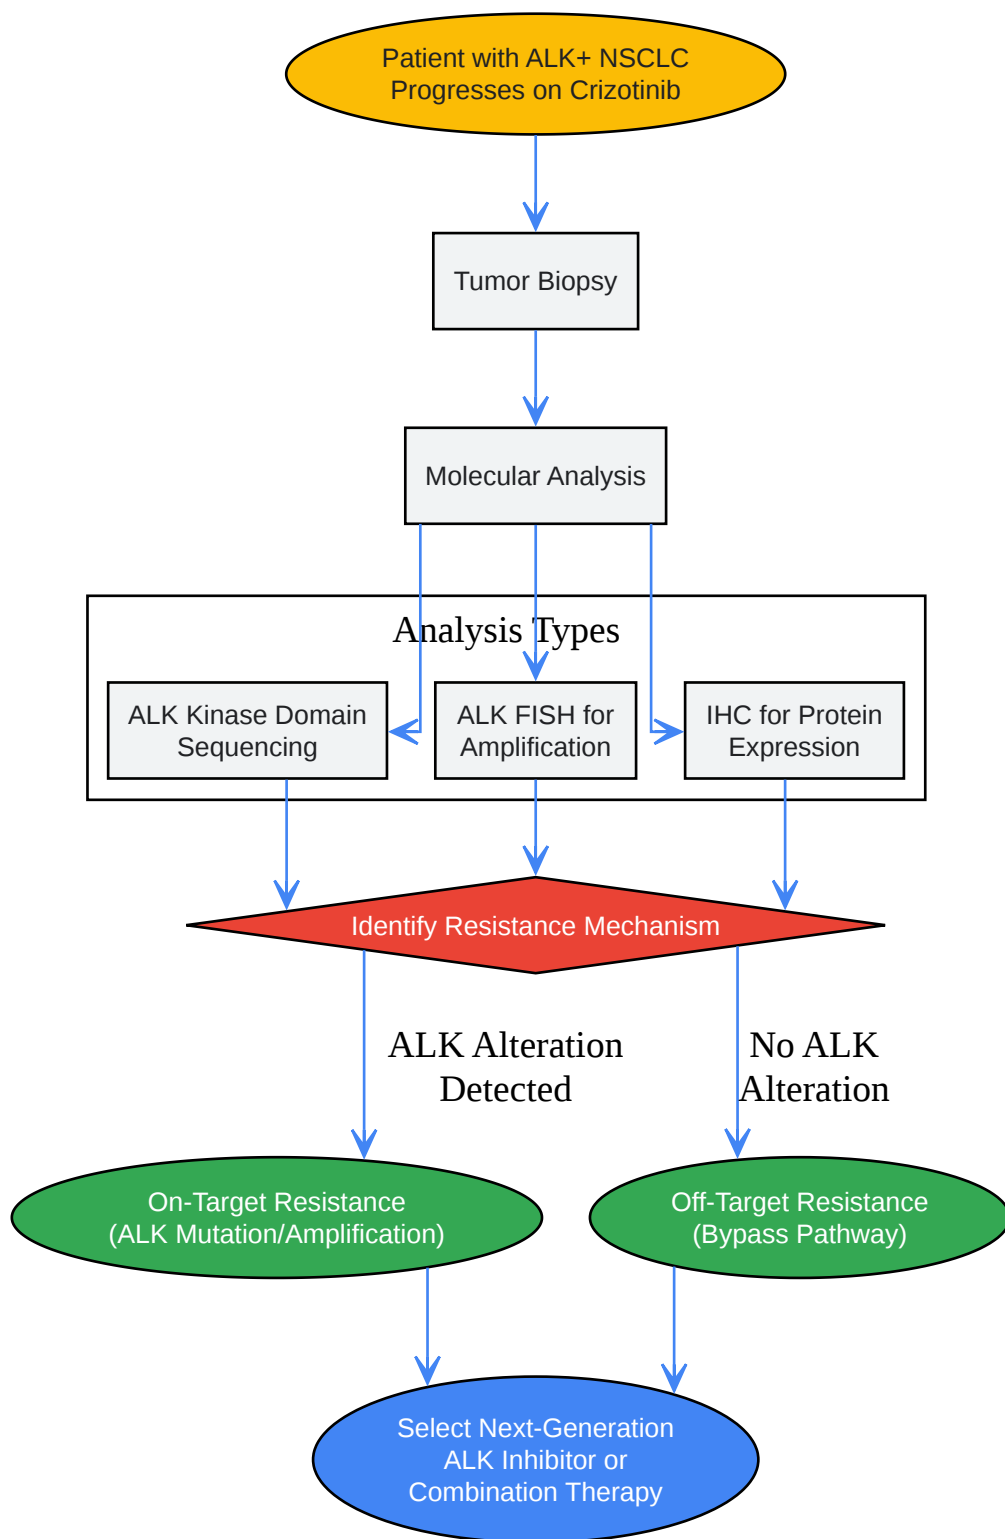 Patient with ALK+ NSCLC
Progresses on Crizotinib
Tumor Biopsy
Molecular Analysis
Analysis Types
ALK Kinase Domain
Sequencing
ALK FISH for
Amplification
IHC for Protein
Expression
Identify Resistance Mechanism
ALK Alteration
Detected
No ALK
Alteration
On-Target Resistance
(ALK Mutation/Amplification)
Off-Target Resistance
(Bypass Pathway)
Select Next-Generation
ALK Inhibitor or
Combination Therapy